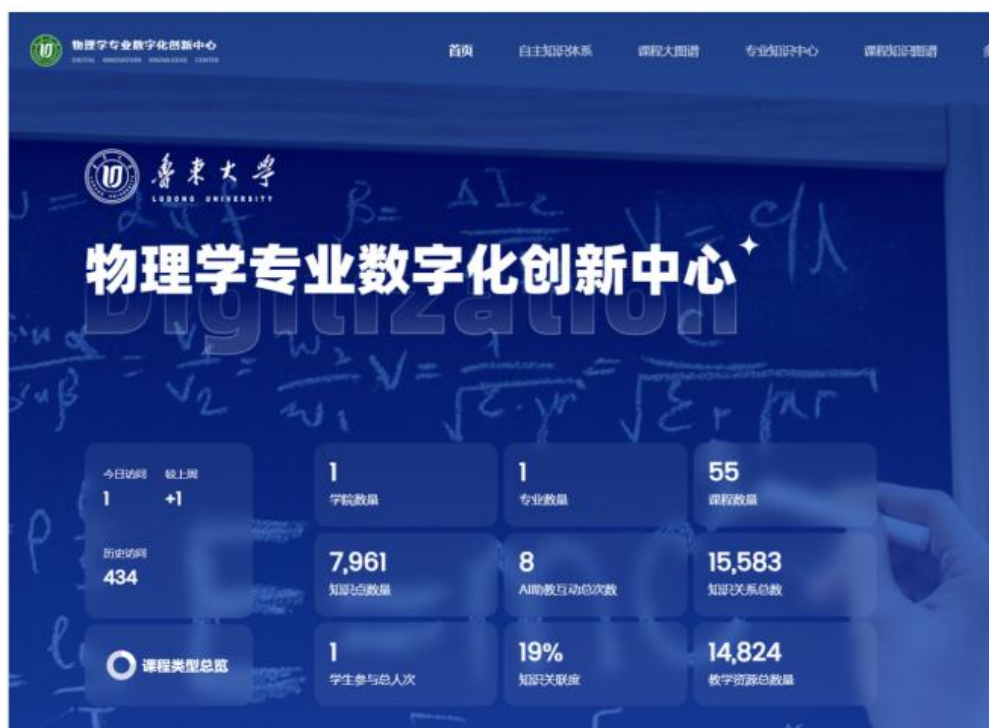 物理学专业数字化创新中心
DIGITAL INNOVATION KNOWLEDGE CENTER
首页 自主知识体系 课程大图谱 专业知识中心 课程知识图谱
鲁东大学
LUDONG UNIVERSITY
物理学专业数字化创新中心
Digitization
今日访问 较上周
1 +1
历史访问
434
课程类型总览
1
学院数量
1
专业数量
55
课程数量
7,961
知识点数量
8
AI助教互动总次数
15,583
知识关系总数
1
学生参与总人次
19%
知识关联度
14,824
教学资源总数量